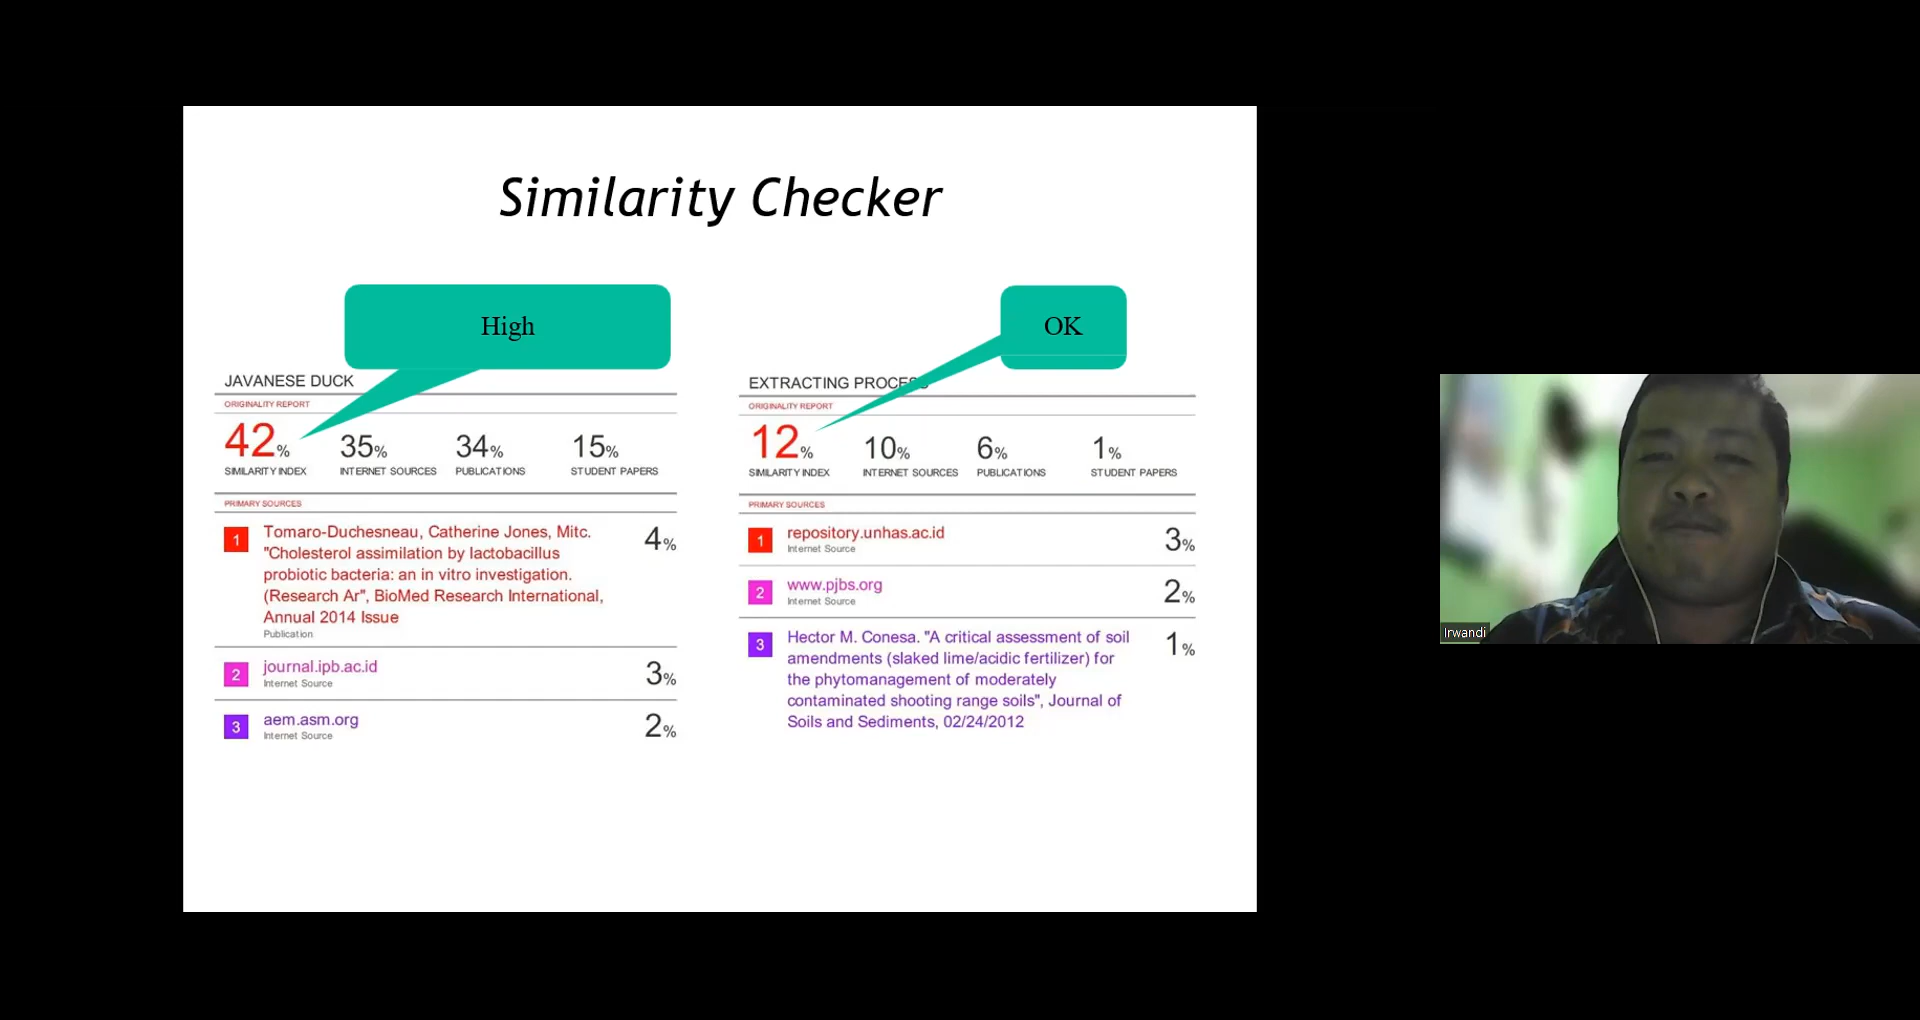 Similarity Checker
High
JAVANESE DUCK
ORIGINALITY REPORT
42%
35%
34%
15%
SIMILARITY INDEX
INTERNET SOURCES
PUBLICATIONS
STUDENT PAPERS
PRIMARY SOURCES
1
Tomaro-Duchesneau, Catherine Jones, Mitc.
"Cholesterol assimilation by lactobacillus
probiotic bacteria: an in vitro investigation.
(Research Ar", BioMed Research International,
Annual 2014 Issue
Publication
4%
2
journal.ipb.ac.id
Internet Source
3%
3
aem.asm.org
Internet Source
2%
OK
EXTRACTING PROCESS
ORIGINALITY REPORT
12%
10%
6%
1%
SIMILARITY INDEX
INTERNET SOURCES
PUBLICATIONS
STUDENT PAPERS
PRIMARY SOURCES
1
repository.unhas.ac.id
Internet Source
3%
2
www.pjbs.org
Internet Source
2%
3
Hector M. Conesa. "A critical assessment of soil
amendments (slaked lime/acidic fertilizer) for
the phytomanagement of moderately
contaminated shooting range soils", Journal of
Soils and Sediments, 02/24/2012
1%
Irwandi